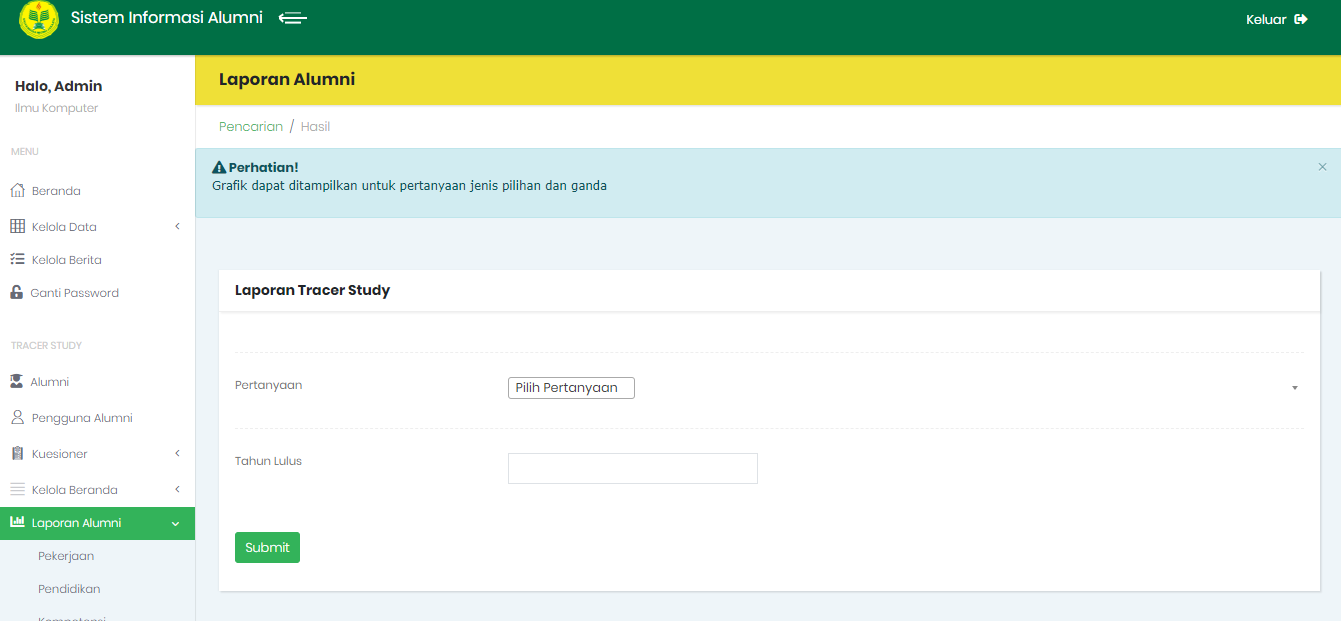 Sistem Informasi Alumni
Keluar
Halo, Admin
Ilmu Komputer
MENU
Beranda
Kelola Data
Kelola Berita
Ganti Password
TRACER STUDY
Alumni
Pengguna Alumni
Kuesioner
Kelola Beranda
Laporan Alumni
Pekerjaan
Pendidikan
Kompetensi
Laporan Alumni
Pencarian / Hasil
Perhatian!
×
Grafik dapat ditampilkan untuk pertanyaan jenis pilihan dan ganda
Laporan Tracer Study
Pertanyaan
Pilih Pertanyaan
Tahun Lulus
Submit